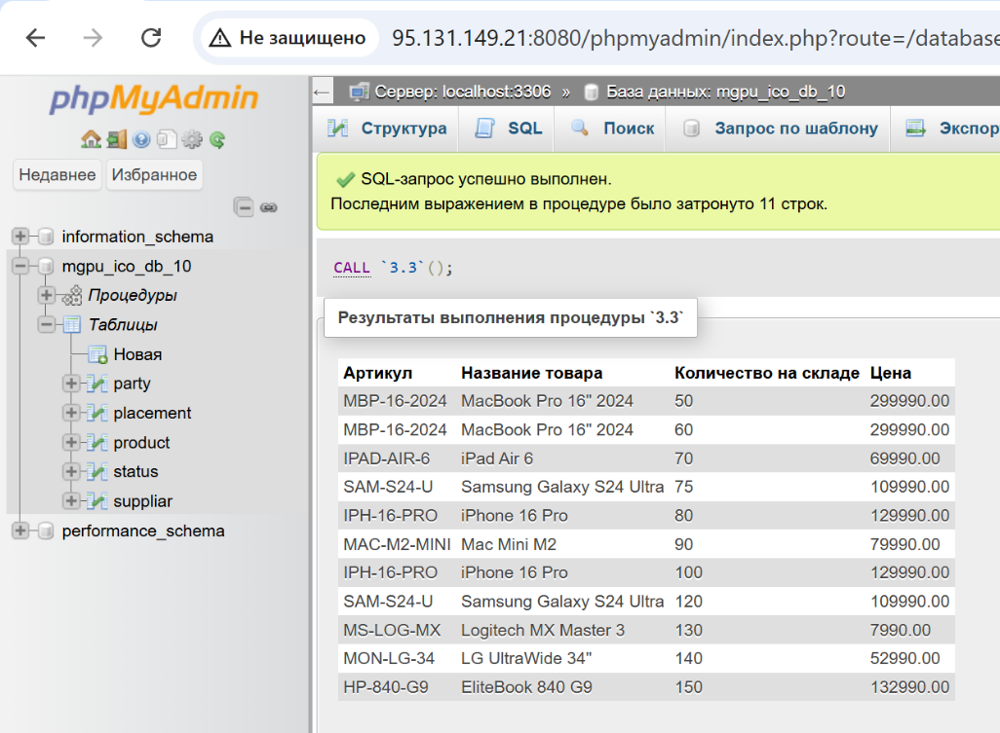 Не защищено
95.131.149.21:8080/phpmyadmin/index.php?route=/database
phpMyAdmin
Недавнее Избранное
information_schema
mgpu_ico_db_10
Процедуры
Таблицы
Новая
party
placement
product
status
suppliar
performance_schema
Сервер: localhost:3306 » База данных: mgpu_ico_db_10
Структура SQL Поиск Запрос по шаблону Экспор
SQL-запрос успешно выполнен.
Последним выражением в процедуре было затронуто 11 строк.
CALL `3.3`();
Результаты выполнения процедуры `3.3`
Артикул Название товара Количество на складе Цена
MBP-16-2024 MacBook Pro 16" 2024 50 299990.00
MBP-16-2024 MacBook Pro 16" 2024 60 299990.00
IPAD-AIR-6 iPad Air 6 70 69990.00
SAM-S24-U Samsung Galaxy S24 Ultra 75 109990.00
IPH-16-PRO iPhone 16 Pro 80 129990.00
MAC-M2-MINI Mac Mini M2 90 79990.00
IPH-16-PRO iPhone 16 Pro 100 129990.00
SAM-S24-U Samsung Galaxy S24 Ultra 120 109990.00
MS-LOG-MX Logitech MX Master 3 130 7990.00
MON-LG-34 LG UltraWide 34" 140 52990.00
HP-840-G9 EliteBook 840 G9 150 132990.00